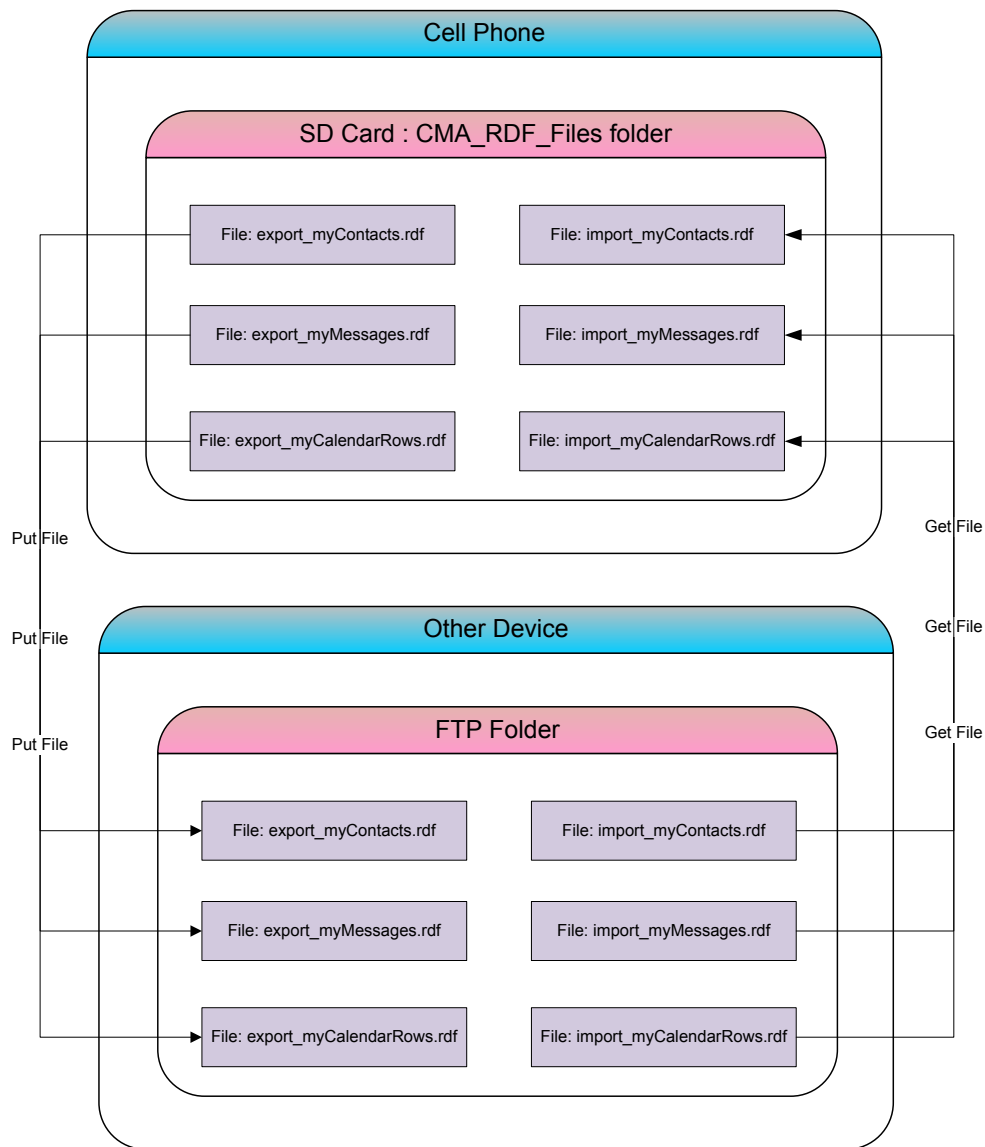 Cell Phone
SD Card : CMA_RDF_Files folder
File: export_myContacts.rdf
File: import_myContacts.rdf
File: export_myMessages.rdf
File: import_myMessages.rdf
File: export_myCalendarRows.rdf
File: import_myCalendarRows.rdf
Put File
Get File
Other Device
Put File
Get File
FTP Folder
Put File
Get File
File: export_myContacts.rdf
File: import_myContacts.rdf
File: export_myMessages.rdf
File: import_myMessages.rdf
File: export_myCalendarRows.rdf
File: import_myCalendarRows.rdf